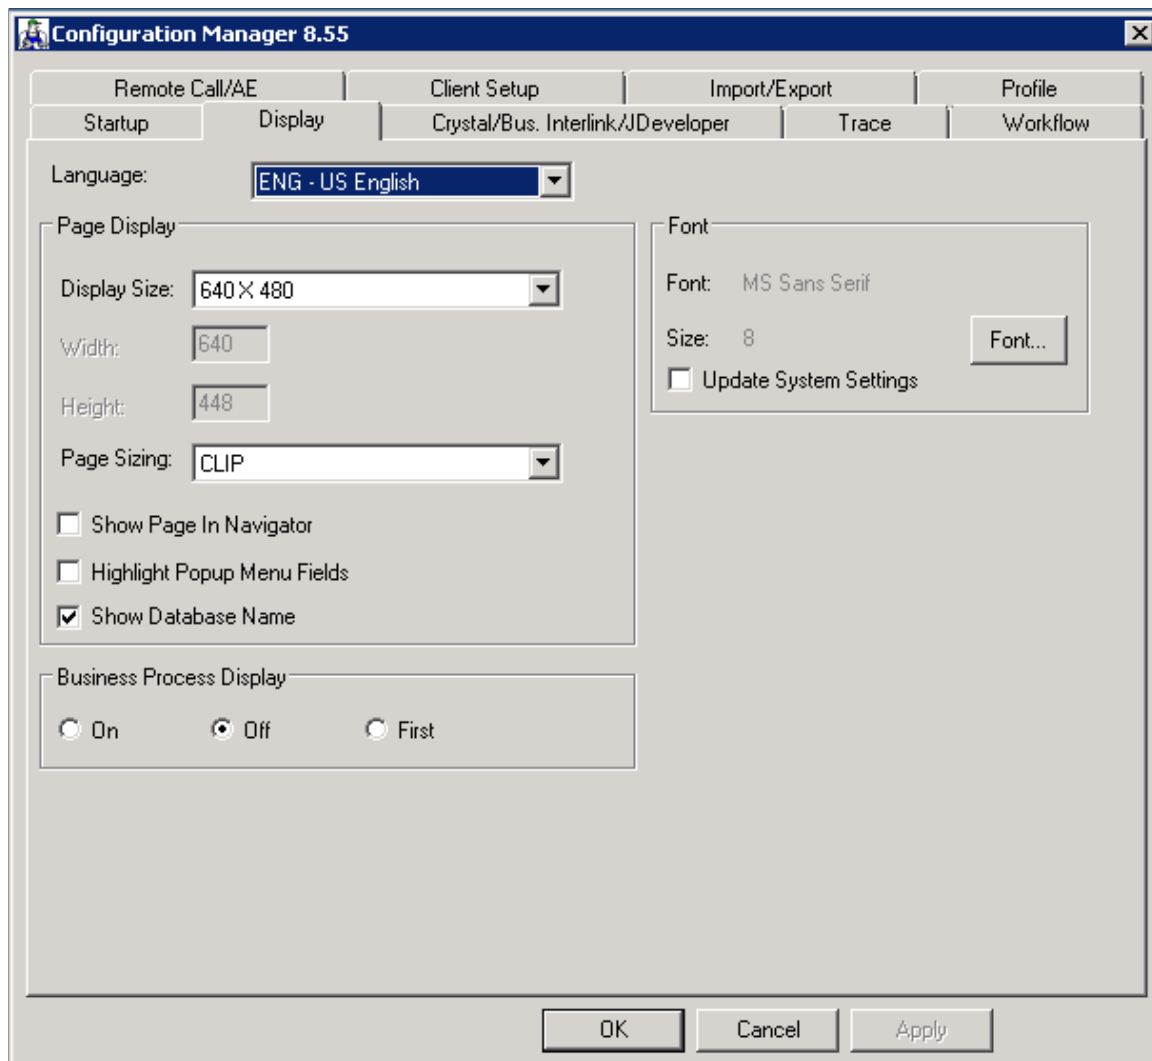 Configuration Manager 8.55
Remote Call/AE Client Setup Import/Export Profile
Startup Display Crystal/Bus. Interlink/JDeveloper Trace Workflow
Language: ENG - US English
Page Display
Display Size: 640 X 480
Width: 640
Height: 448
Page Sizing: CLIP
Show Page In Navigator
Highlight Popup Menu Fields
Show Database Name
Font
Font: MS Sans Serif
Size: 8 Font...
Update System Settings
Business Process Display
On Off First
OK Cancel Apply